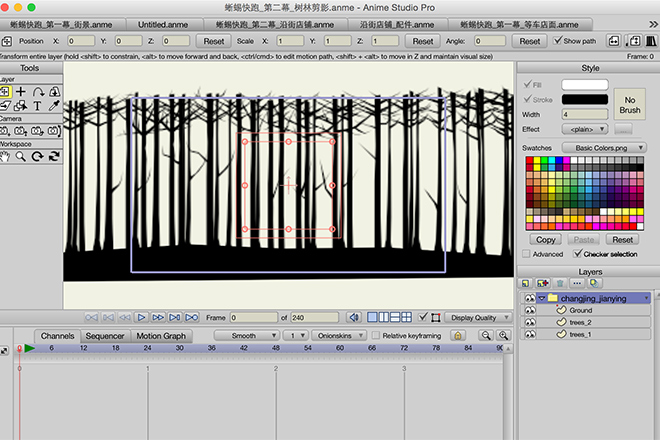 蜥蜴快跑_第二幕_树林剪影.anme - Anime Studio Pro
蜥蜴快跑_第一幕_街景.anme Untitled.anme 蜥蜴快跑_第二幕_沿街店铺.anme 沿街店铺_配件.anme 蜥蜴快跑_第一幕_等车店面.anme
Position X: 0 Y: 0 Z: 0 Reset Scale X: 1 Y: 1 Z: 1 Reset Angle: 0 Reset Show path
Transform entire layer (hold <shift> to constrain, <alt> to move forward and back, <ctrl/cmd> to edit motion path, <shift> + <alt> to move in Z and maintain visual size) Frame: 0
Tools
Layer
Camera
Workspace
Style
Fill
Stroke
No
Brush
Width 4
Effect <plain> ...
Swatches Basic Colors.png
Copy Paste Reset
Advanced Checker selection
Layers
changjing_jianying
Ground
trees_2
trees_1
Frame 0 of 240 Display Quality
Channels Sequencer Motion Graph Smooth 1 Onionskins Relative keyframing
0 6 12 18 24 30 36 42 48 54 60 66 72 78 84 90
0 1 2 3